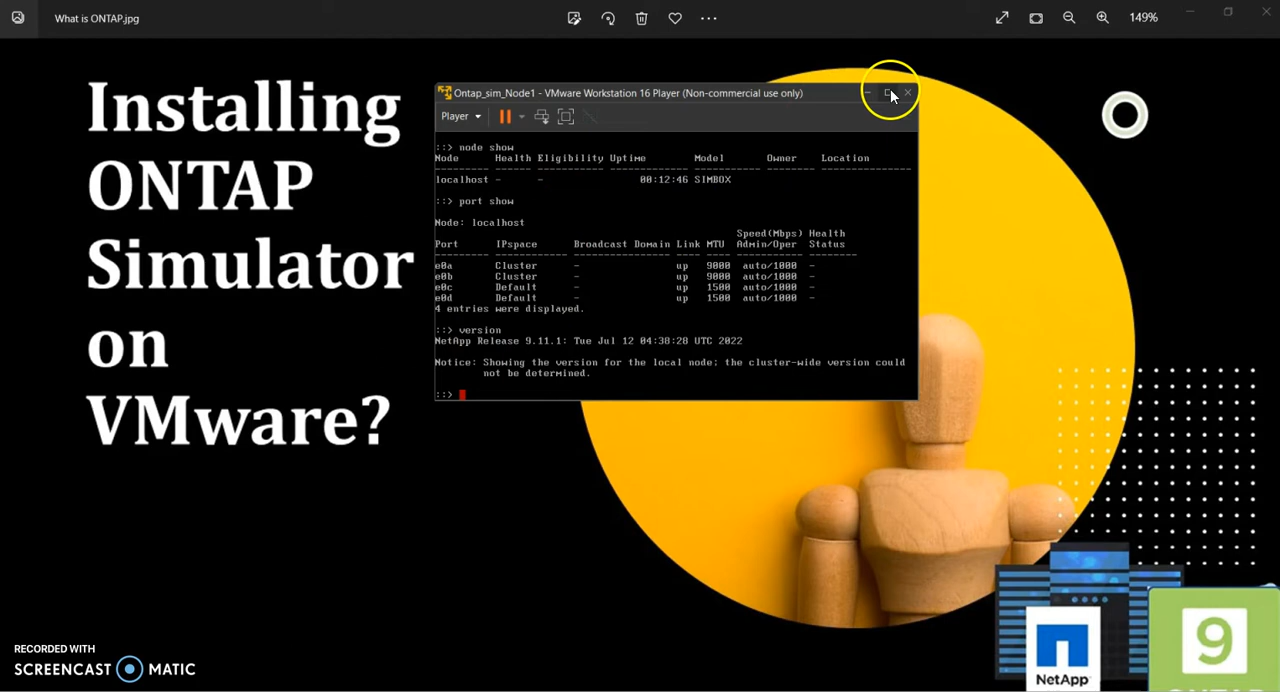 What is ONTAP.jpg
149%
Installing
ONTAP
Simulator
on
VMware?
Ontap_sim_Node1 - VMware Workstation 16 Player (Non-commercial use only)
Player
::> node show
Node Health Eligibility Uptime Model Owner Location
localhost - - 00:12:46 SIMBOX
::> port show
Node: localhost
Speed(Mbps) Health
Port IPspace Broadcast Domain Link MTU Admin/Oper Status
e0a Cluster - up 9000 auto/1000 -
e0b Cluster - up 9000 auto/1000 -
e0c Default - up 1500 auto/1000 -
e0d Default - up 1500 auto/1000 -
4 entries were displayed.
::> version
NetApp Release 9.11.1: Tue Jul 12 04:38:28 UTC 2022
Notice: Showing the version for the local node; the cluster-wide version could
not be determined.
::>
RECORDED WITH
SCREENCAST MATIC
NetApp
9